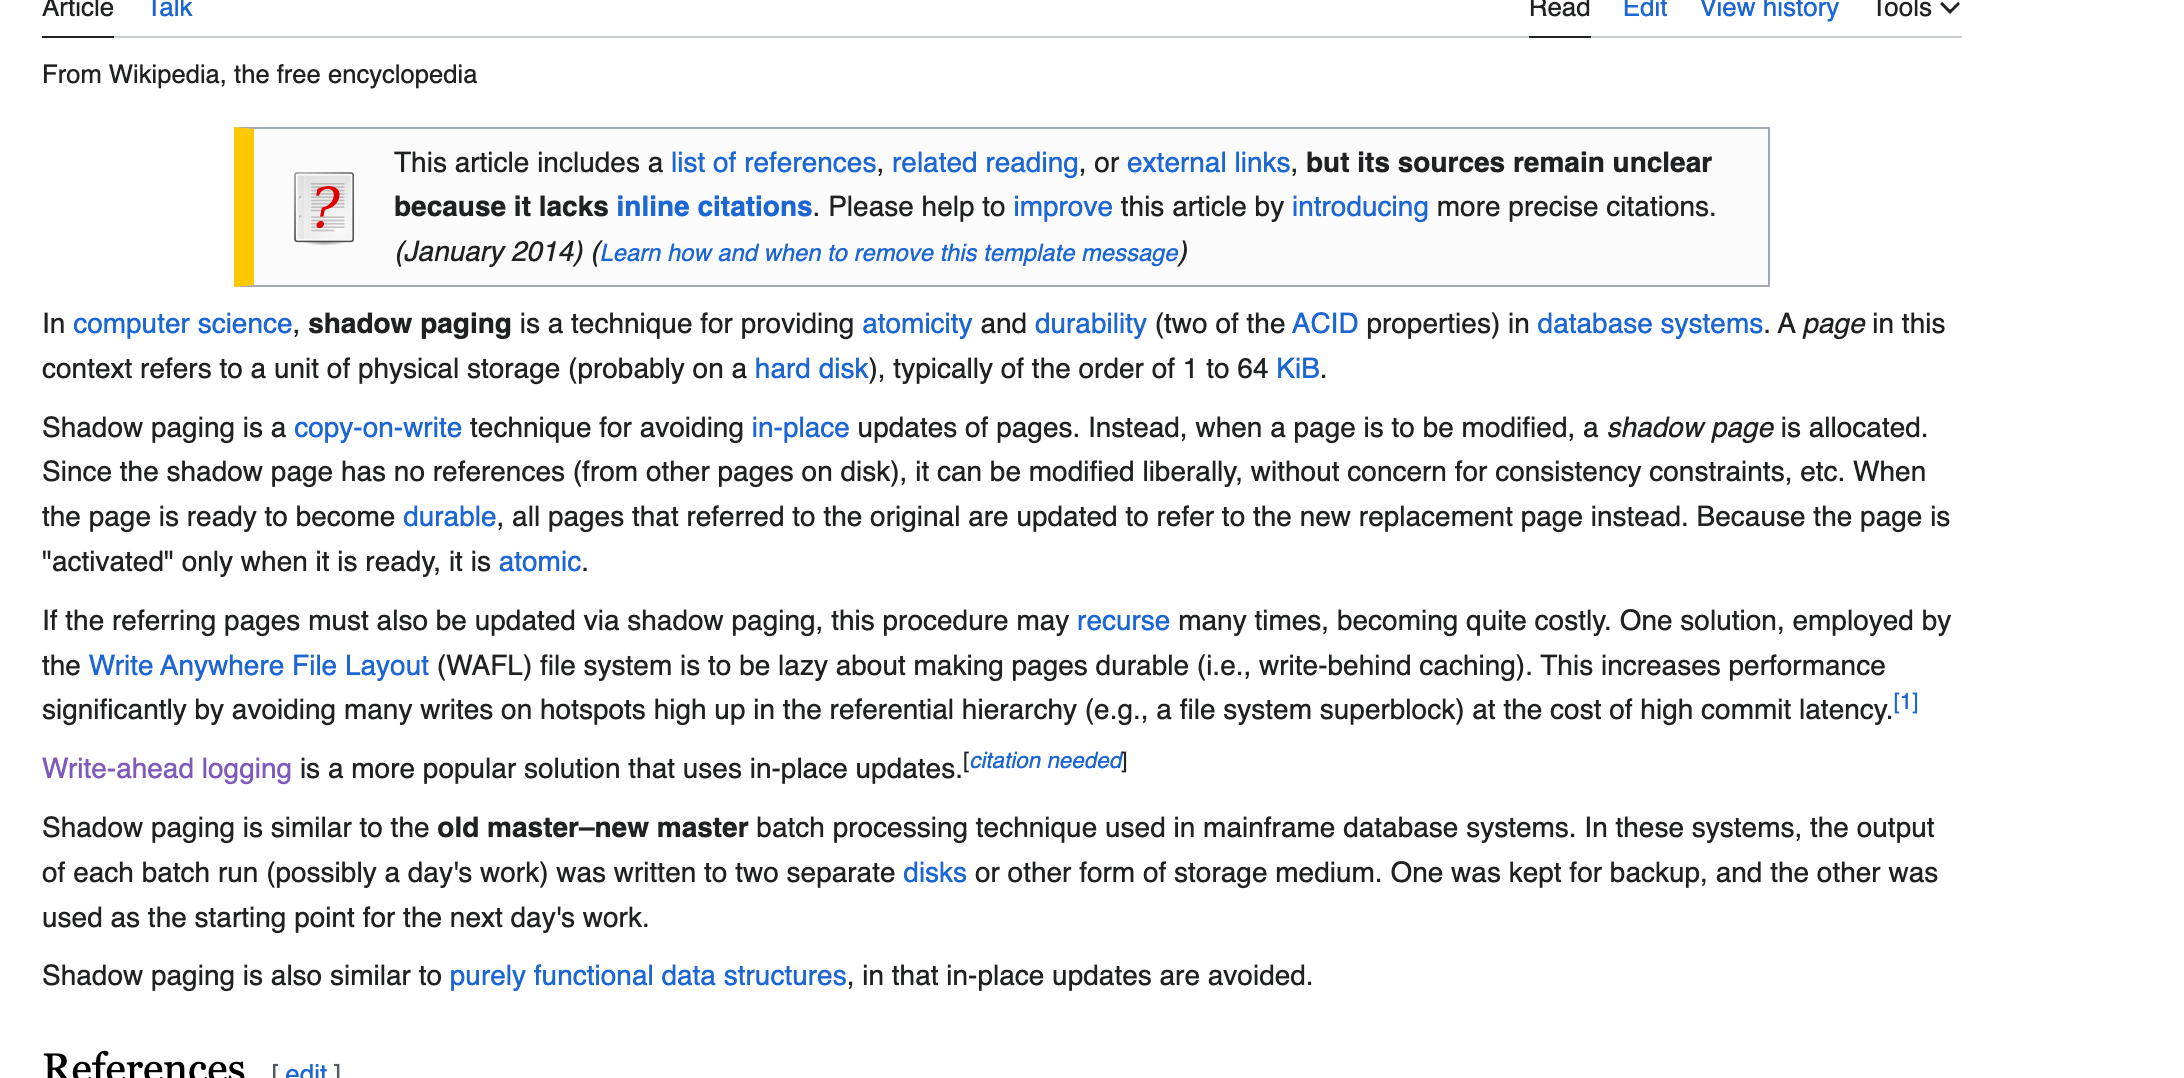 Article Talk Read Edit View history Tools
From Wikipedia, the free encyclopedia
?
This article includes a list of references, related reading, or external links, but its sources remain unclear
because it lacks inline citations. Please help to improve this article by introducing more precise citations.
(January 2014) (Learn how and when to remove this template message)
In computer science, shadow paging is a technique for providing atomicity and durability (two of the ACID properties) in database systems. A page in this
context refers to a unit of physical storage (probably on a hard disk), typically of the order of 1 to 64 KiB.
Shadow paging is a copy-on-write technique for avoiding in-place updates of pages. Instead, when a page is to be modified, a shadow page is allocated.
Since the shadow page has no references (from other pages on disk), it can be modified liberally, without concern for consistency constraints, etc. When
the page is ready to become durable, all pages that referred to the original are updated to refer to the new replacement page instead. Because the page is
"activated" only when it is ready, it is atomic.
If the referring pages must also be updated via shadow paging, this procedure may recurse many times, becoming quite costly. One solution, employed by
the Write Anywhere File Layout (WAFL) file system is to be lazy about making pages durable (i.e., write-behind caching). This increases performance
significantly by avoiding many writes on hotspots high up in the referential hierarchy (e.g., a file system superblock) at the cost of high commit latency.[1]
Write-ahead logging is a more popular solution that uses in-place updates.[citation needed]
Shadow paging is similar to the old master–new master batch processing technique used in mainframe database systems. In these systems, the output
of each batch run (possibly a day's work) was written to two separate disks or other form of storage medium. One was kept for backup, and the other was
used as the starting point for the next day's work.
Shadow paging is also similar to purely functional data structures, in that in-place updates are avoided.
References [ edit ]